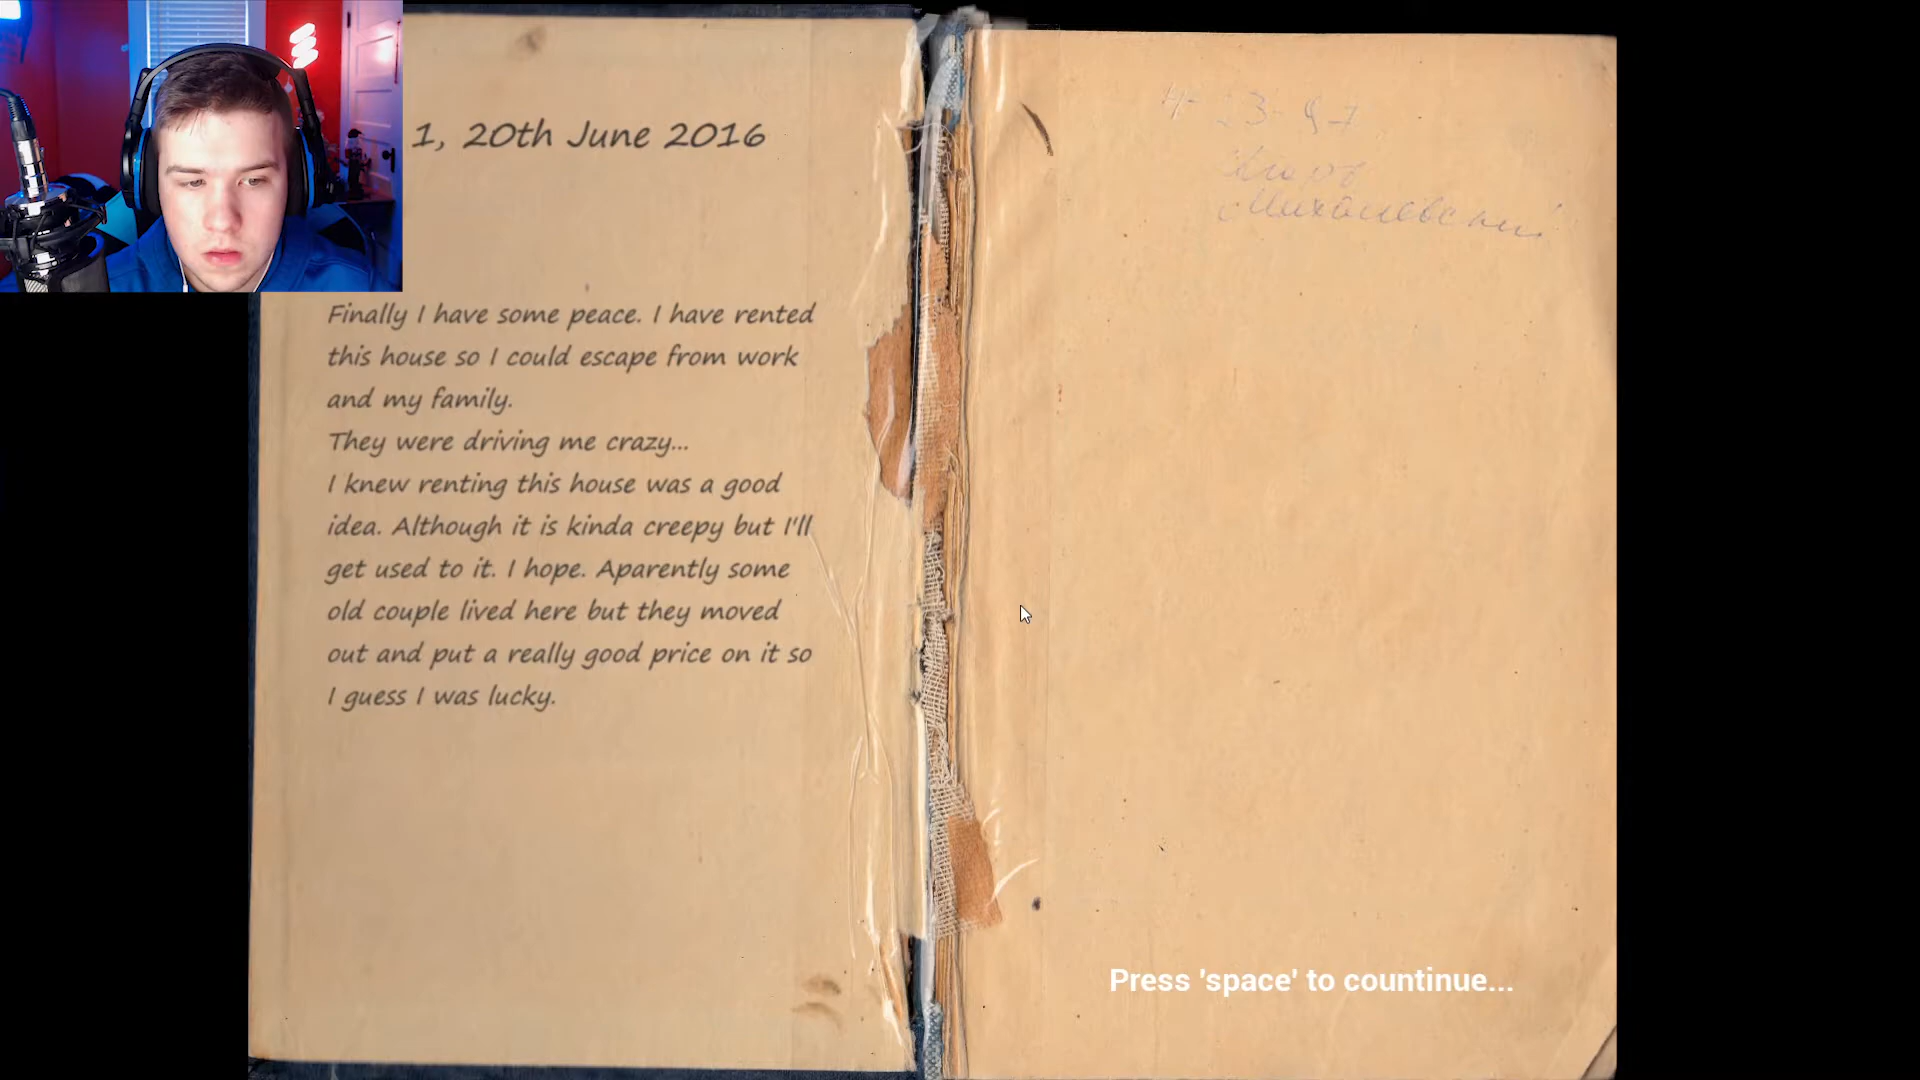 1, 20th June 2016
Finally I have some peace. I have rented
this house so I could escape from work
and my family.
They were driving me crazy...
I knew renting this house was a good
idea. Although it is kinda creepy but I'll
get used to it. I hope. Aparently some
old couple lived here but they moved
out and put a really good price on it so
I guess I was lucky.
Press 'space' to countinue...